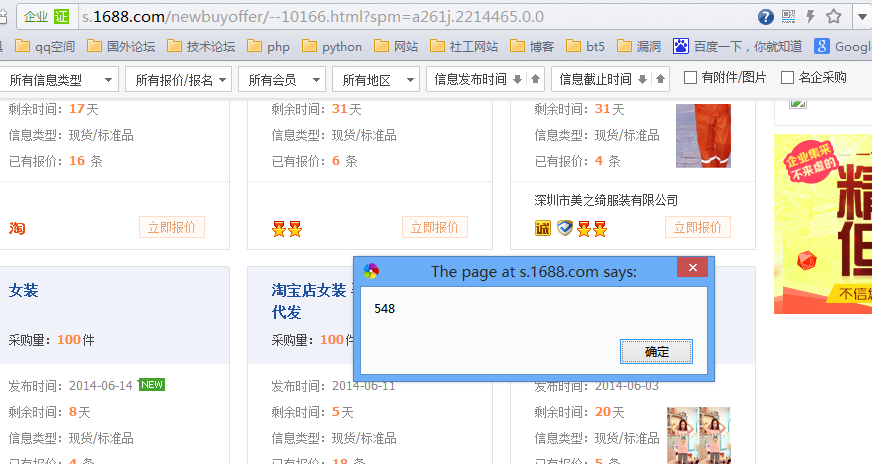 企业 证 s.1688.com/newbuyoffer/--10166.html?spm=a261j.2214465.0.0
qq空间 国外论坛 技术论坛 php python 网站 社工网站 博客 bt5 漏洞 百度一下，你就知道 Google
所有信息类型 所有报价/报名 所有会员 所有地区 信息发布时间 信息截止时间 有附件/图片 名企采购
剩余时间：17天
信息类型：现货/标准品
已有报价：16 条
淘 立即报价
剩余时间：31天
信息类型：现货/标准品
已有报价：6 条
立即报价
剩余时间：31天
信息类型：现货/标准品
已有报价：4 条
深圳市美之绮服装有限公司
诚 立即报价
企业集采
不来虚的
精
但
不信您
女装
采购量：100件
发布时间：2014-06-14 NEW
剩余时间：8天
信息类型：现货/标准品
已有报价：4 条
淘宝店女装
代发
采购量：100件
发布时间：2014-06-11
剩余时间：5天
信息类型：现货/标准品
已有报价：18 条
The page at s.1688.com says:
548
确定
发布时间：2014-06-03
剩余时间：20天
信息类型：现货/标准品
已有报价：5 条